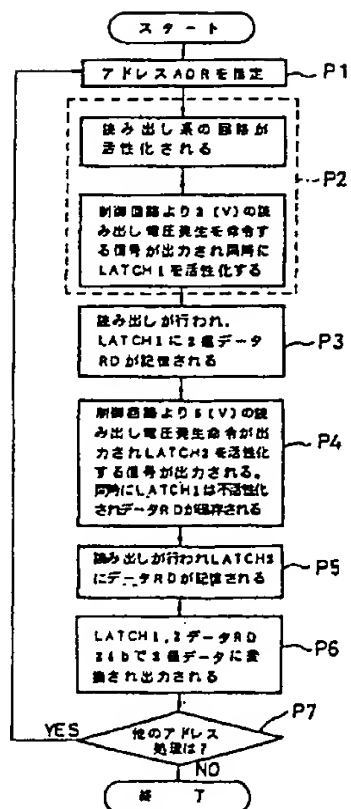 スタート
アドレスADRを指定
P1
読み出し系の回路が
活性化される
制御回路より3(V)の読
み出し電圧発生を命令す
る信号が出力され同時に
LATCH1を活性化する
P2
読み出しが行われ、
LATCH1に2値データ
RDが記憶される
P3
制御回路より5(V)の読
み出し電圧発生命令が出
力されLATCH2を活性化
する信号が出力される。
同時にLATCH1は不活性化
されデータRDが保存される
P4
読み出しが行われLATCH2
にデータRDが記憶される
P5
LATCH1,2データRD
24bで3値データに変
換され出力される
P6
他のアドレス
処理は?
P7
YES
NO
終了